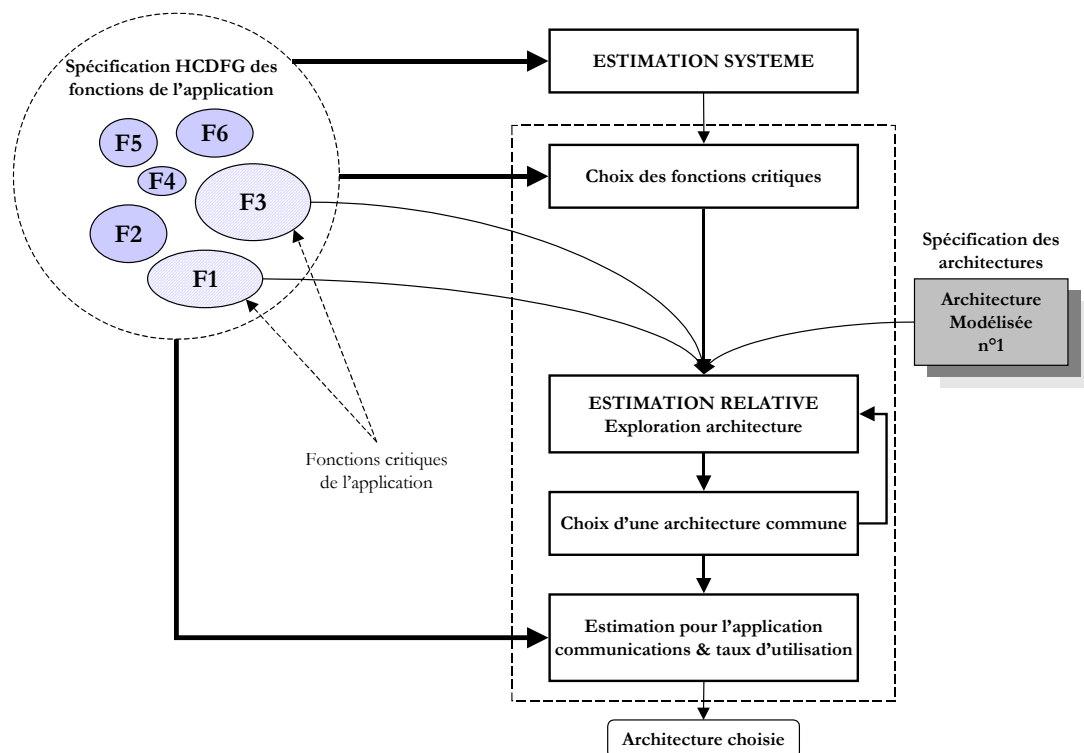 Spécification HCDFG des
fonctions de l'application
F5
F6
F4
F3
F2
F1
Fonctions critiques
de l'application
ESTIMATION SYSTEME
Choix des fonctions critiques
Spécification des
architectures
Architecture
Modélisée
n°1
ESTIMATION RELATIVE
Exploration architecture
Choix d'une architecture commune
Estimation pour l'application
communications & taux d'utilisation
Architecture choisie